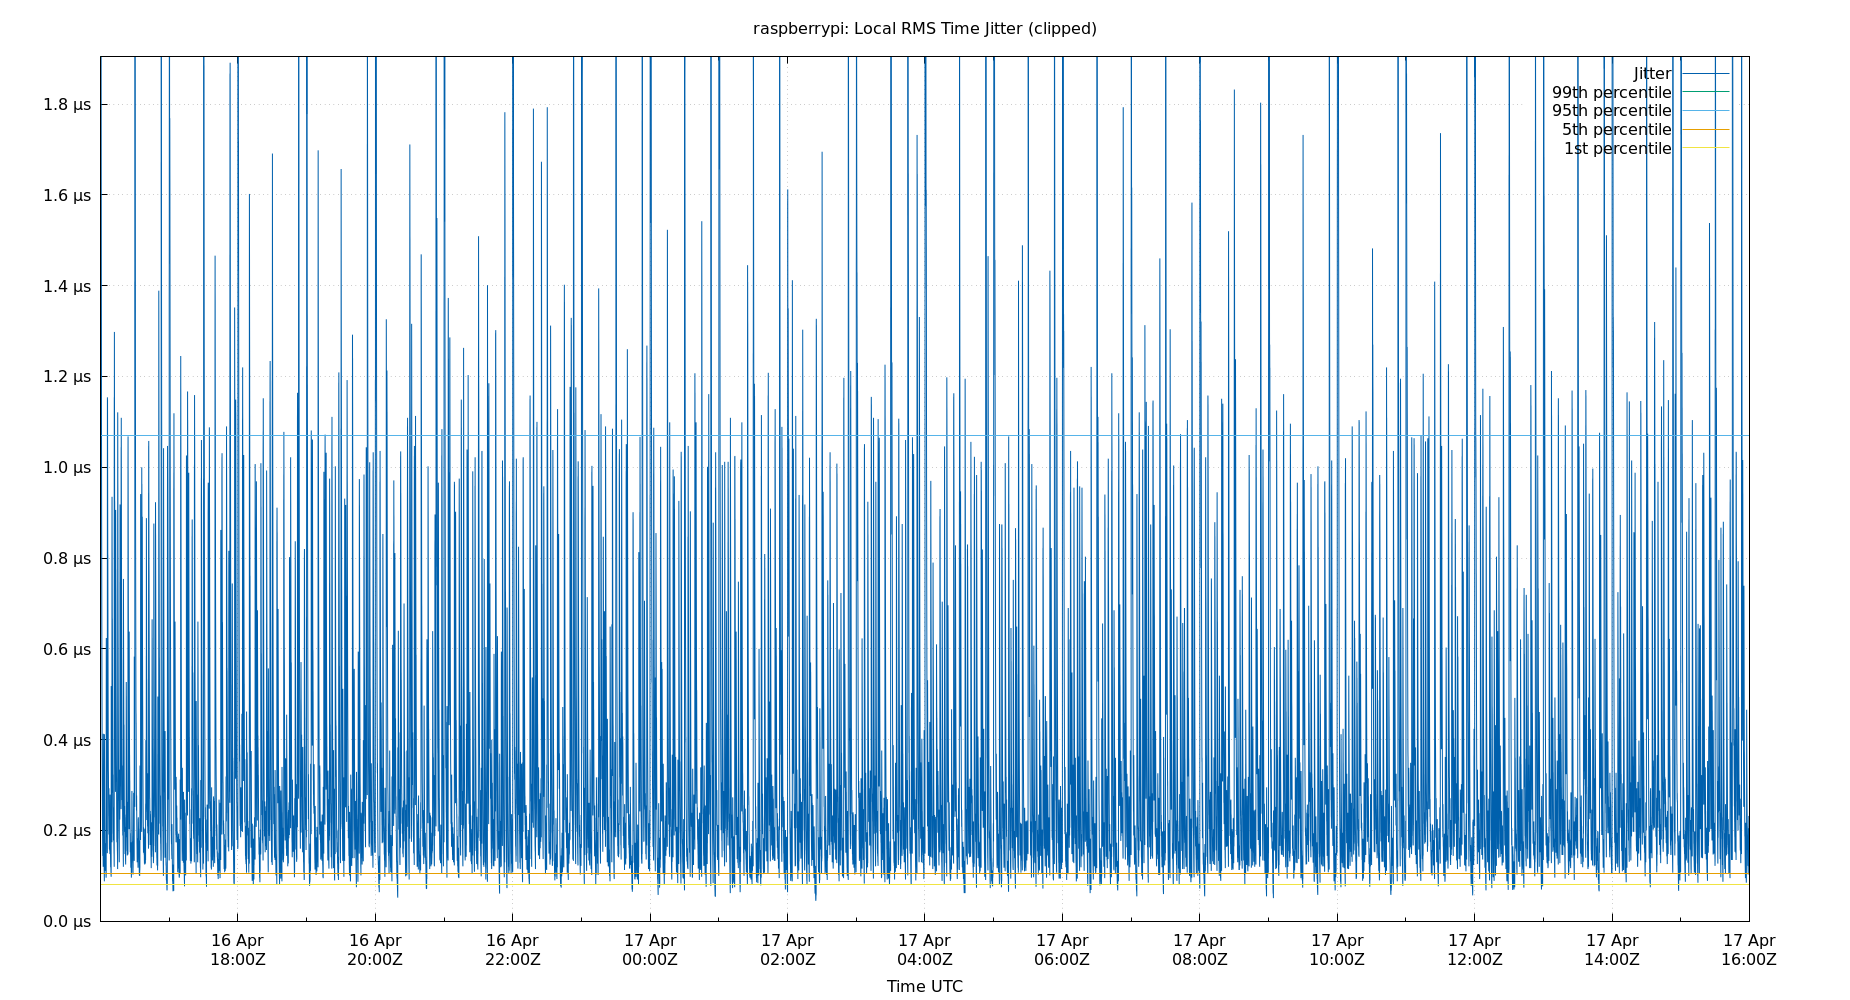 raspberrypi: Local RMS Time Jitter (clipped)
Jitter
99th percentile
95th percentile
5th percentile
1st percentile
1.8 µs
1.6 µs
1.4 µs
1.2 µs
1.0 µs
0.8 µs
0.6 µs
0.4 µs
0.2 µs
0.0 µs
16 Apr 16 Apr 16 Apr 17 Apr 17 Apr 17 Apr 17 Apr 17 Apr 17 Apr 17 Apr 17 Apr 17 Apr
18:00Z 20:00Z 22:00Z 00:00Z 02:00Z 04:00Z 06:00Z 08:00Z 10:00Z 12:00Z 14:00Z 16:00Z
Time UTC